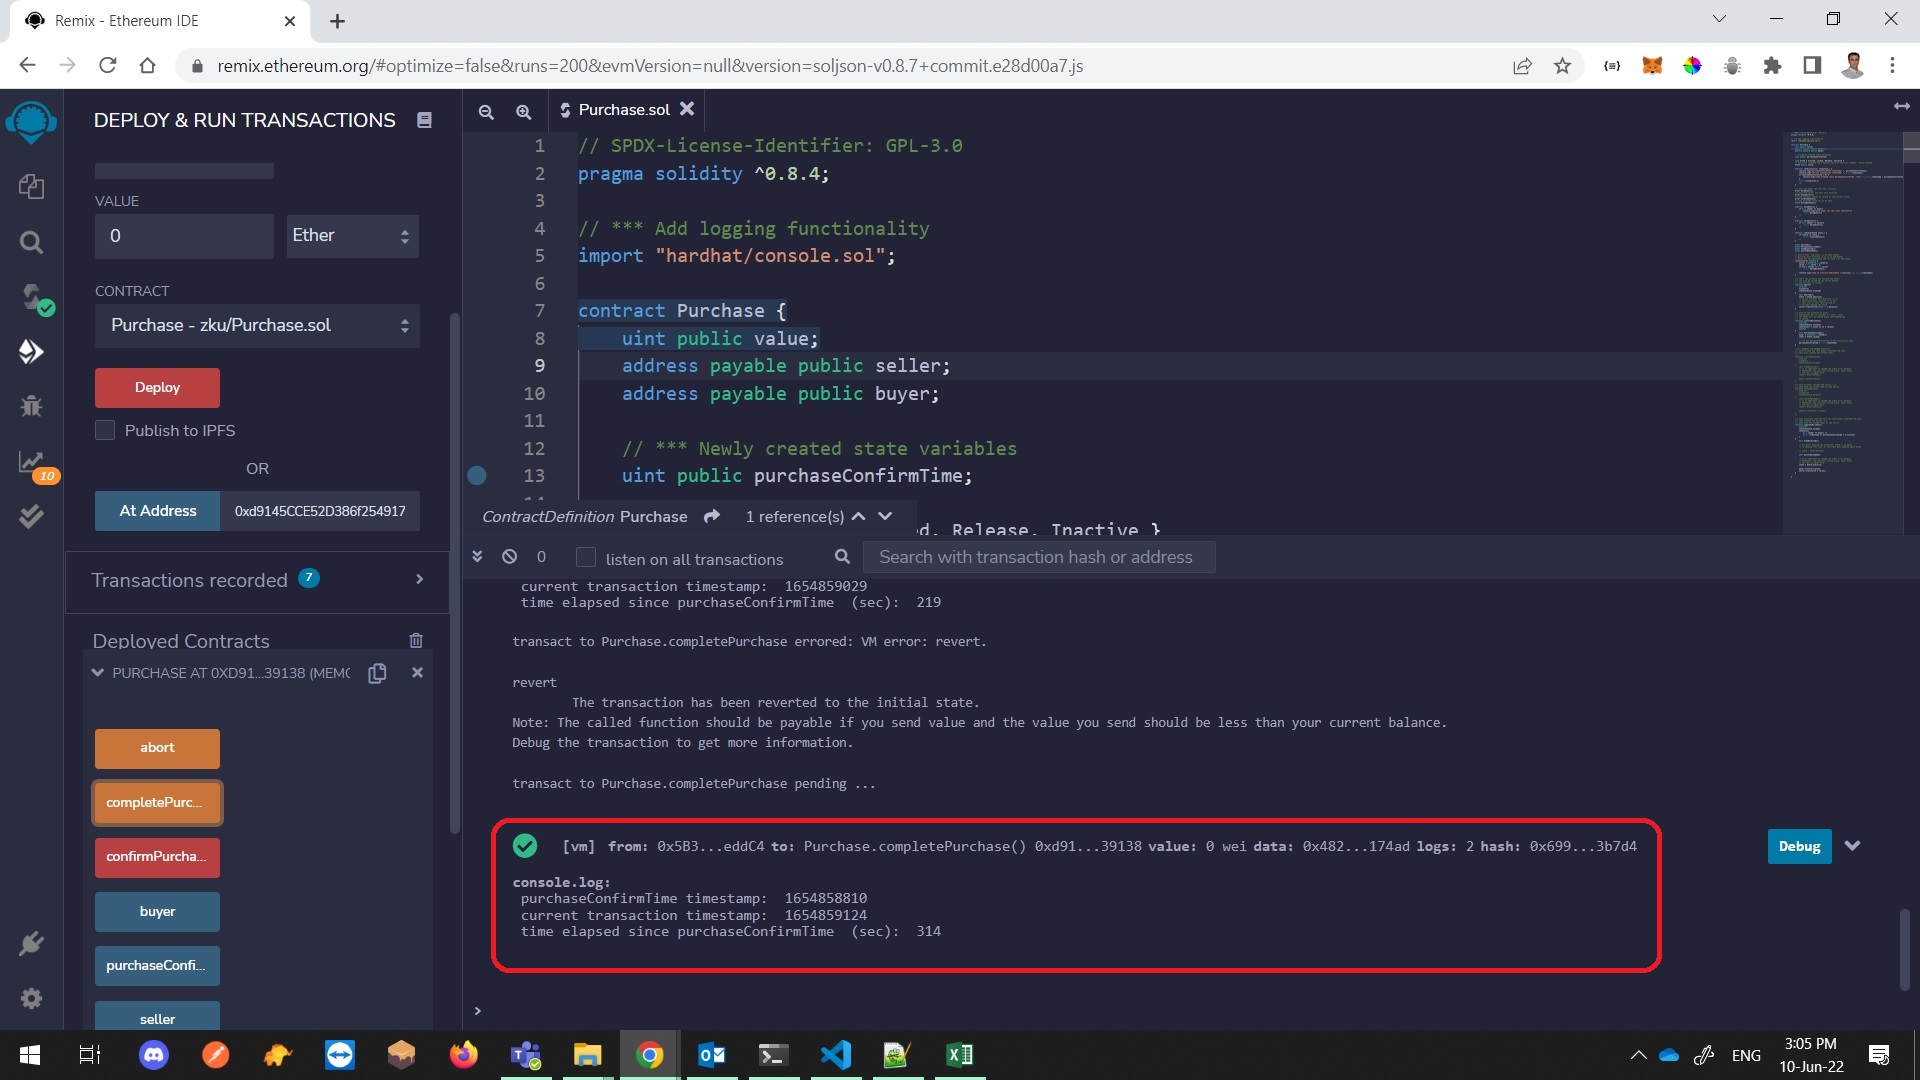 Remix - Ethereum IDE
remix.ethereum.org/#optimize=false&runs=200&evmVersion=null&version=soljson-v0.8.7+commit.e28d00a7.js
DEPLOY & RUN TRANSACTIONS
VALUE
0
Ether
CONTRACT
Purchase - zku/Purchase.sol
Deploy
Publish to IPFS
OR
At Address
0xd9145CCE52D386f254917
Transactions recorded 7
Deployed Contracts
PURCHASE AT 0XD91...39138 (MEMO
abort
completePurc...
confirmPurcha...
buyer
purchaseConfi...
seller
10
Purchase.sol
1 // SPDX-License-Identifier: GPL-3.0
2 pragma solidity ^0.8.4;
3
4 // *** Add logging functionality
5 import "hardhat/console.sol";
6
7 contract Purchase {
8 uint public value;
9 address payable public seller;
10 address payable public buyer;
11
12 // *** Newly created state variables
13 uint public purchaseConfirmTime;
ContractDefinition Purchase 1 reference(s)
d, Release, Inactive }
0 listen on all transactions
Search with transaction hash or address
current transaction timestamp: 1654859029
time elapsed since purchaseConfirmTime (sec): 219
transact to Purchase.completePurchase errored: VM error: revert.
revert
The transaction has been reverted to the initial state.
Note: The called function should be payable if you send value and the value you send should be less than your current balance.
Debug the transaction to get more information.
transact to Purchase.completePurchase pending ...
[vm] from: 0x5B3...eddC4 to: Purchase.completePurchase() 0xd91...39138 value: 0 wei data: 0x482...174ad logs: 2 hash: 0x699...3b7d4
Debug
console.log:
purchaseConfirmTime timestamp: 1654858810
current transaction timestamp: 1654859124
time elapsed since purchaseConfirmTime (sec): 314
>
ENG
3:05 PM
10-Jun-22